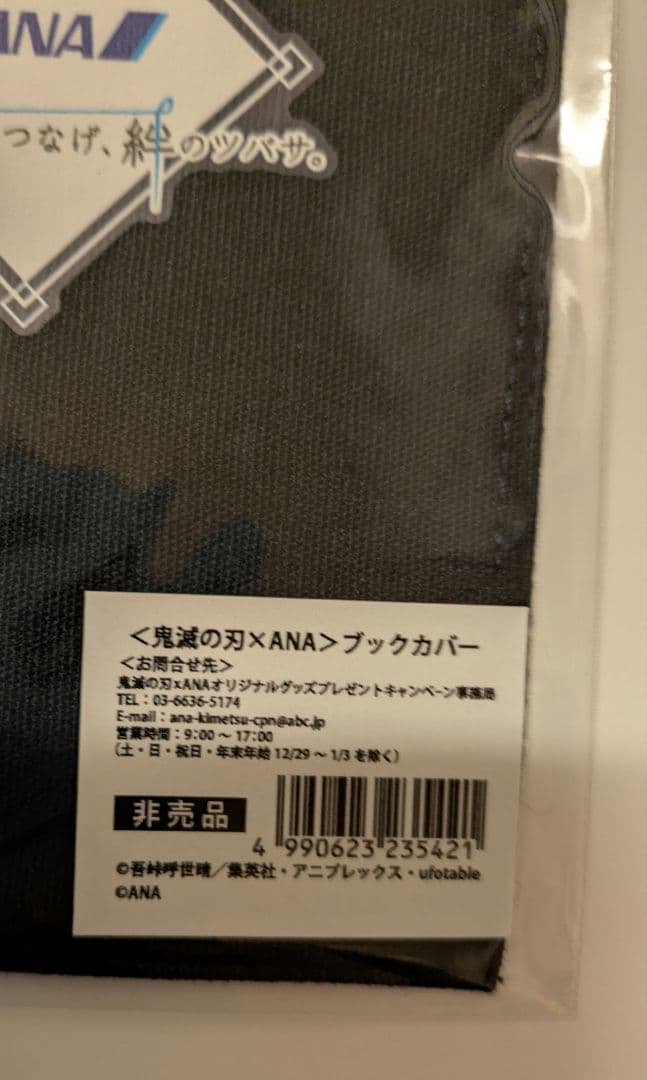 ANA
つなげ、絆のツバサ。
＜鬼滅の刃×ANA＞ブックカバー
＜お問合せ先＞
鬼滅の刃xANAオリジナルグッズプレゼントキャンペーン事務局
TEL：03-6636-5174
E-mail：ana-kimetsu-cpn@abc.jp
営業時間：9:00～17:00
（土・日・祝日・年末年始 12/29～1/3を除く）
非売品
4 990623 235421
©吾峠呼世晴／集英社・アニプレックス・ufotable
©ANA